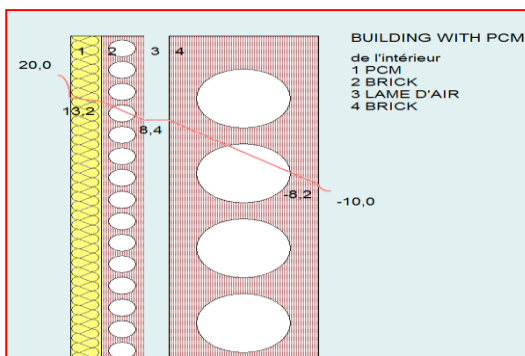 BUILDING WITH PCM
de l'intérieur
1 PCM
2 BRICK
3 LAME D'AIR
4 BRICK
1 2 3 4
20,0
13,2
8,4
-8,2
-10,0